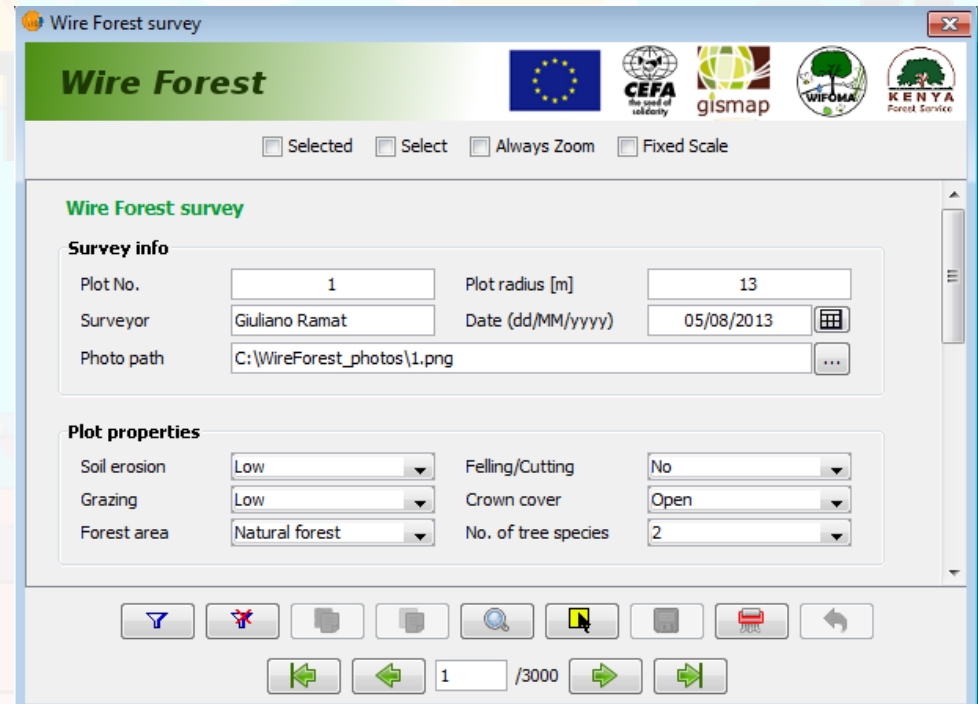 Wire Forest survey
Wire Forest
CEFA
the seed of
solidarity
gismap
WIFOMA
KENYA
Forest Service
Selected Select Always Zoom Fixed Scale
Wire Forest survey
Survey info
Plot No. 1 Plot radius [m] 13
Surveyor Giuliano Ramat Date (dd/MM/yyyy) 05/08/2013
Photo path C:\WireForest_photos\1.png ...
Plot properties
Soil erosion Low Felling/Cutting No
Grazing Low Crown cover Open
Forest area Natural forest No. of tree species 2
1 /3000